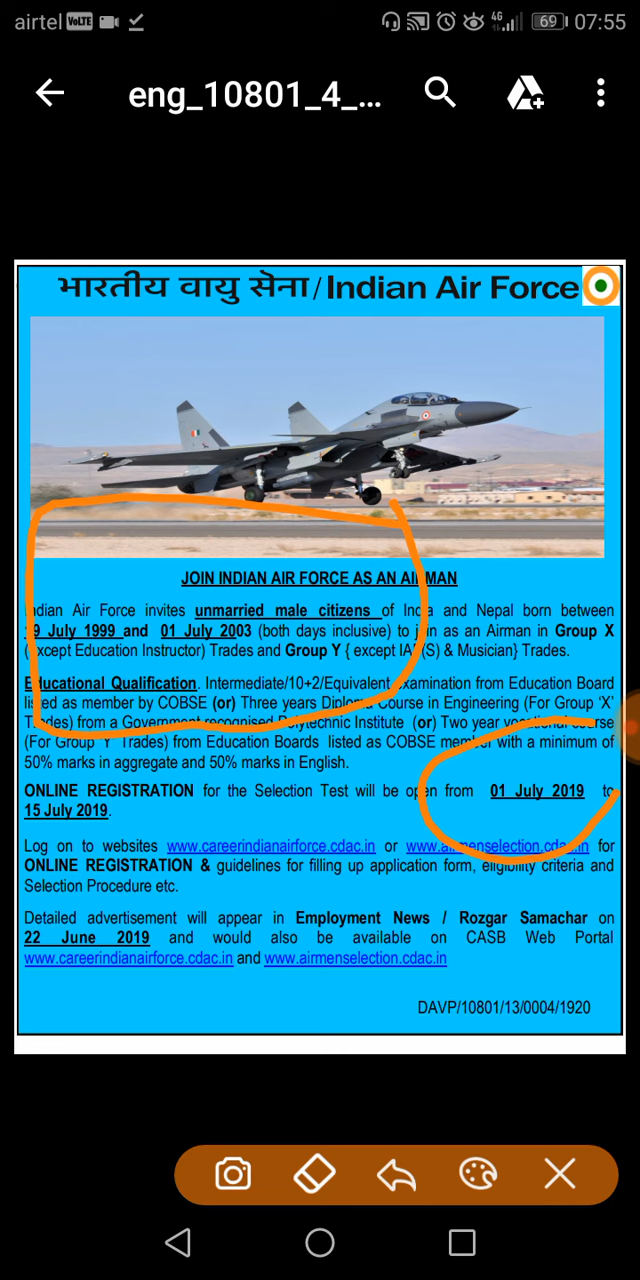 airtel VoLTE 4G 69 07:55
eng_10801_4_...
भारतीय वायु सेना/Indian Air Force
JOIN INDIAN AIR FORCE AS AN AIRMAN
Indian Air Force invites unmarried male citizens of India and Nepal born between
19 July 1999 and 01 July 2003 (both days inclusive) to join as an Airman in Group X
(except Education Instructor) Trades and Group Y { except IAF(S) & Musician} Trades.
Educational Qualification. Intermediate/10+2/Equivalent examination from Education Board
listed as member by COBSE (or) Three years Diploma Course in Engineering (For Group 'X'
Trades) from a Government recognised Polytechnic Institute (or) Two year vocational course
(For Group 'Y' Trades) from Education Boards listed as COBSE member with a minimum of
50% marks in aggregate and 50% marks in English.
ONLINE REGISTRATION for the Selection Test will be open from 01 July 2019 to
15 July 2019.
Log on to websites www.careerindianairforce.cdac.in or www.airmenselection.cdac.in for
ONLINE REGISTRATION & guidelines for filling up application form, eligibility criteria and
Selection Procedure etc.
Detailed advertisement will appear in Employment News / Rozgar Samachar on
22 June 2019 and would also be available on CASB Web Portal
www.careerindianairforce.cdac.in and www.airmenselection.cdac.in
DAVP/10801/13/0004/1920